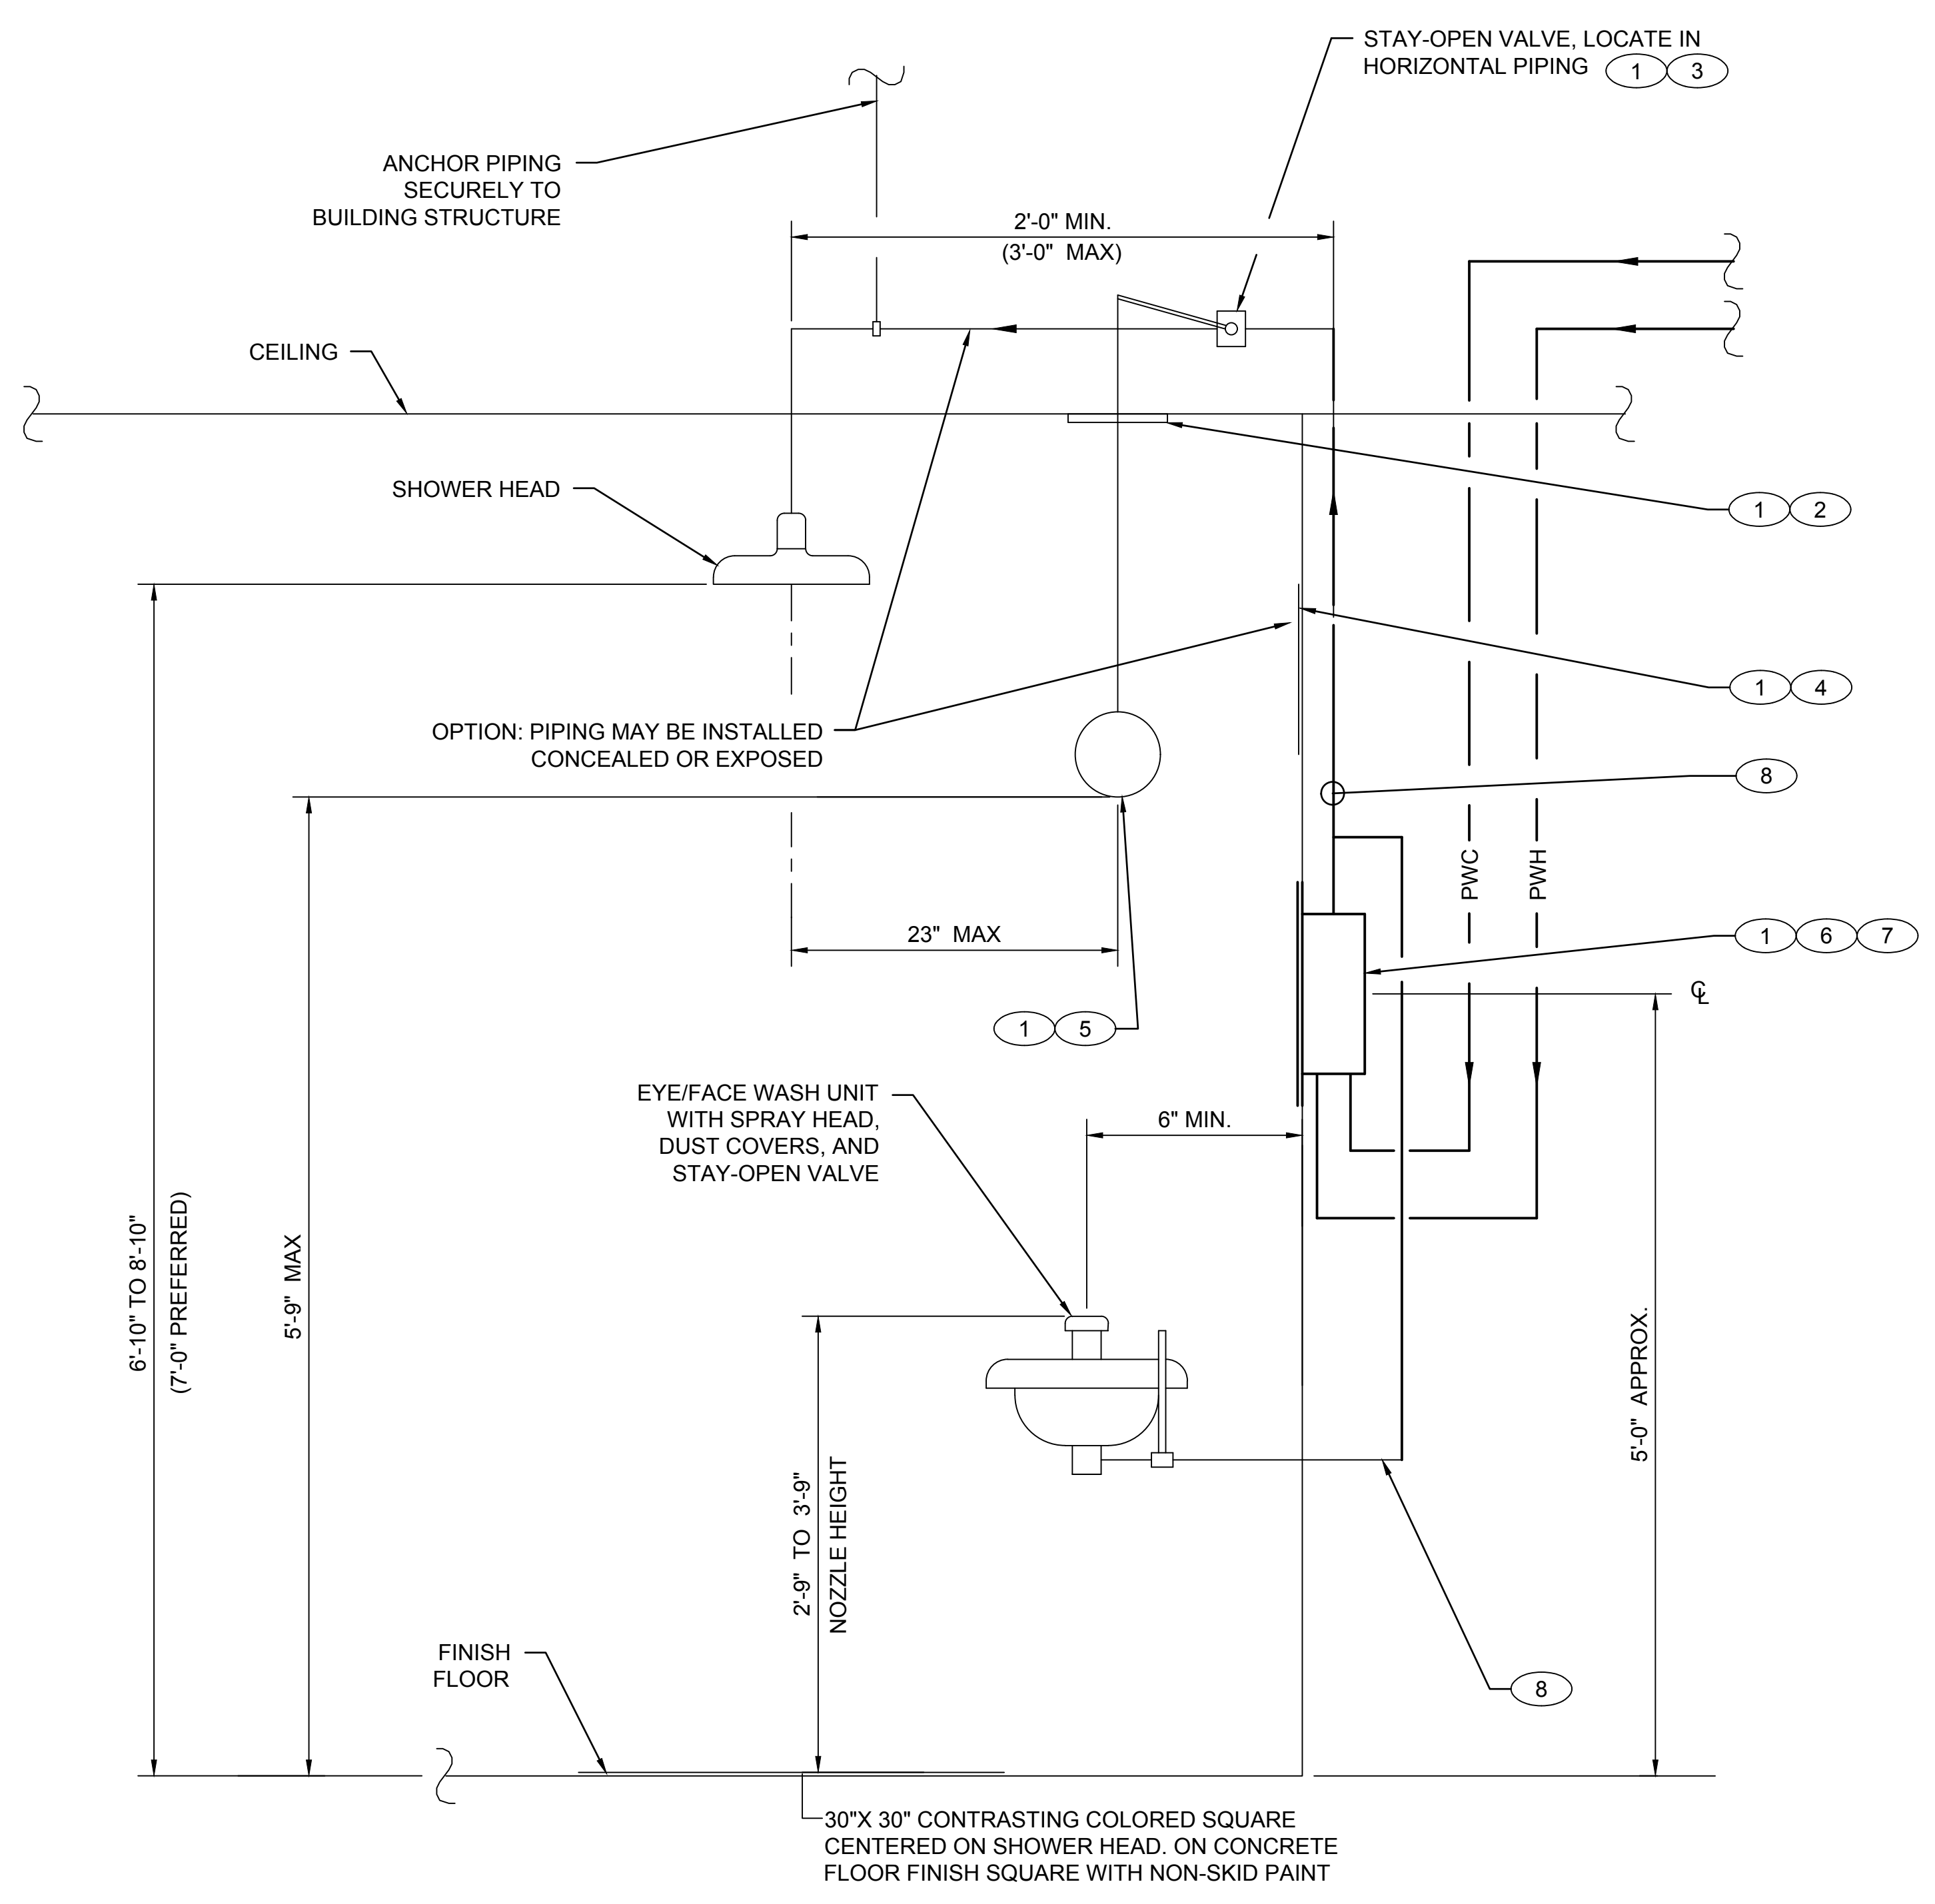 STAY-OPEN VALVE, LOCATE IN
HORIZONTAL PIPING 1 3
ANCHOR PIPING
SECURELY TO
BUILDING STRUCTURE
2'-0" MIN.
(3'-0" MAX)
CEILING
SHOWER HEAD
1 2
1 4
OPTION: PIPING MAY BE INSTALLED
CONCEALED OR EXPOSED
8
PWC
PWH
23" MAX
1 6 7
CL
1 5
EYE/FACE WASH UNIT
WITH SPRAY HEAD,
DUST COVERS, AND
STAY-OPEN VALVE
6" MIN.
6'-10" TO 8'-10"
(7'-0" PREFERRED)
5'-9" MAX
2'-9" TO 3'-9"
NOZZLE HEIGHT
5'-0" APPROX.
FINISH
FLOOR
8
30"X 30" CONTRASTING COLORED SQUARE
CENTERED ON SHOWER HEAD. ON CONCRETE
FLOOR FINISH SQUARE WITH NON-SKID PAINT